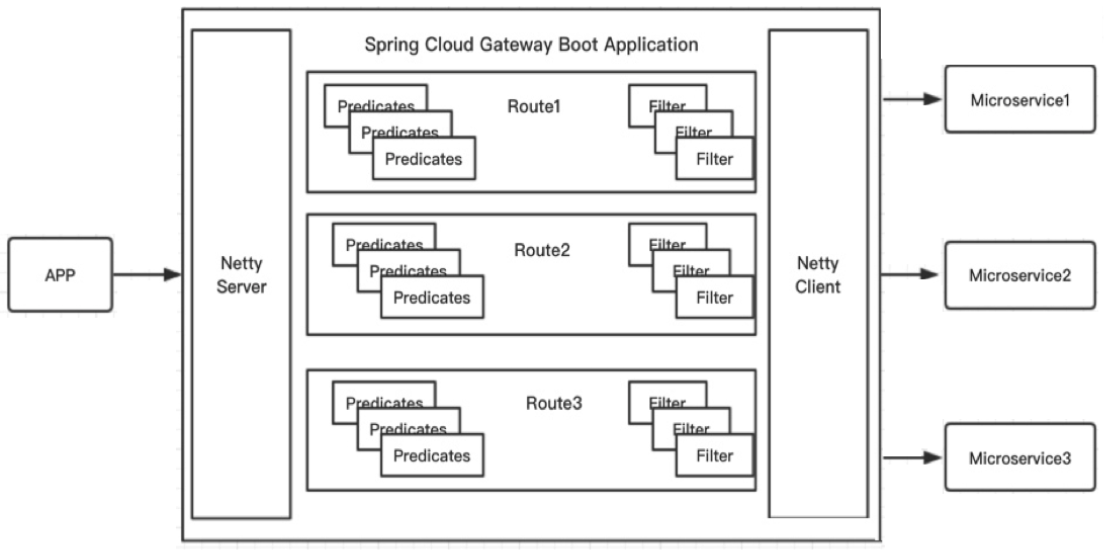 Spring Cloud Gateway Boot Application
APP
Netty
Server
Predicates
Predicates
Predicates
Route1
Filter
Filter
Filter
Predicates
Predicates
Predicates
Route2
Filter
Filter
Filter
Predicates
Predicates
Predicates
Route3
Filter
Filter
Filter
Netty
Client
Microservice1
Microservice2
Microservice3